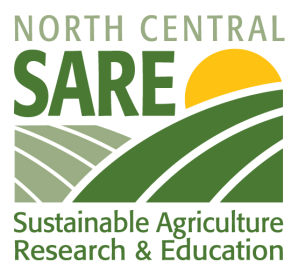 NORTH CENTRAL
SARE
Sustainable Agriculture
Research & Education